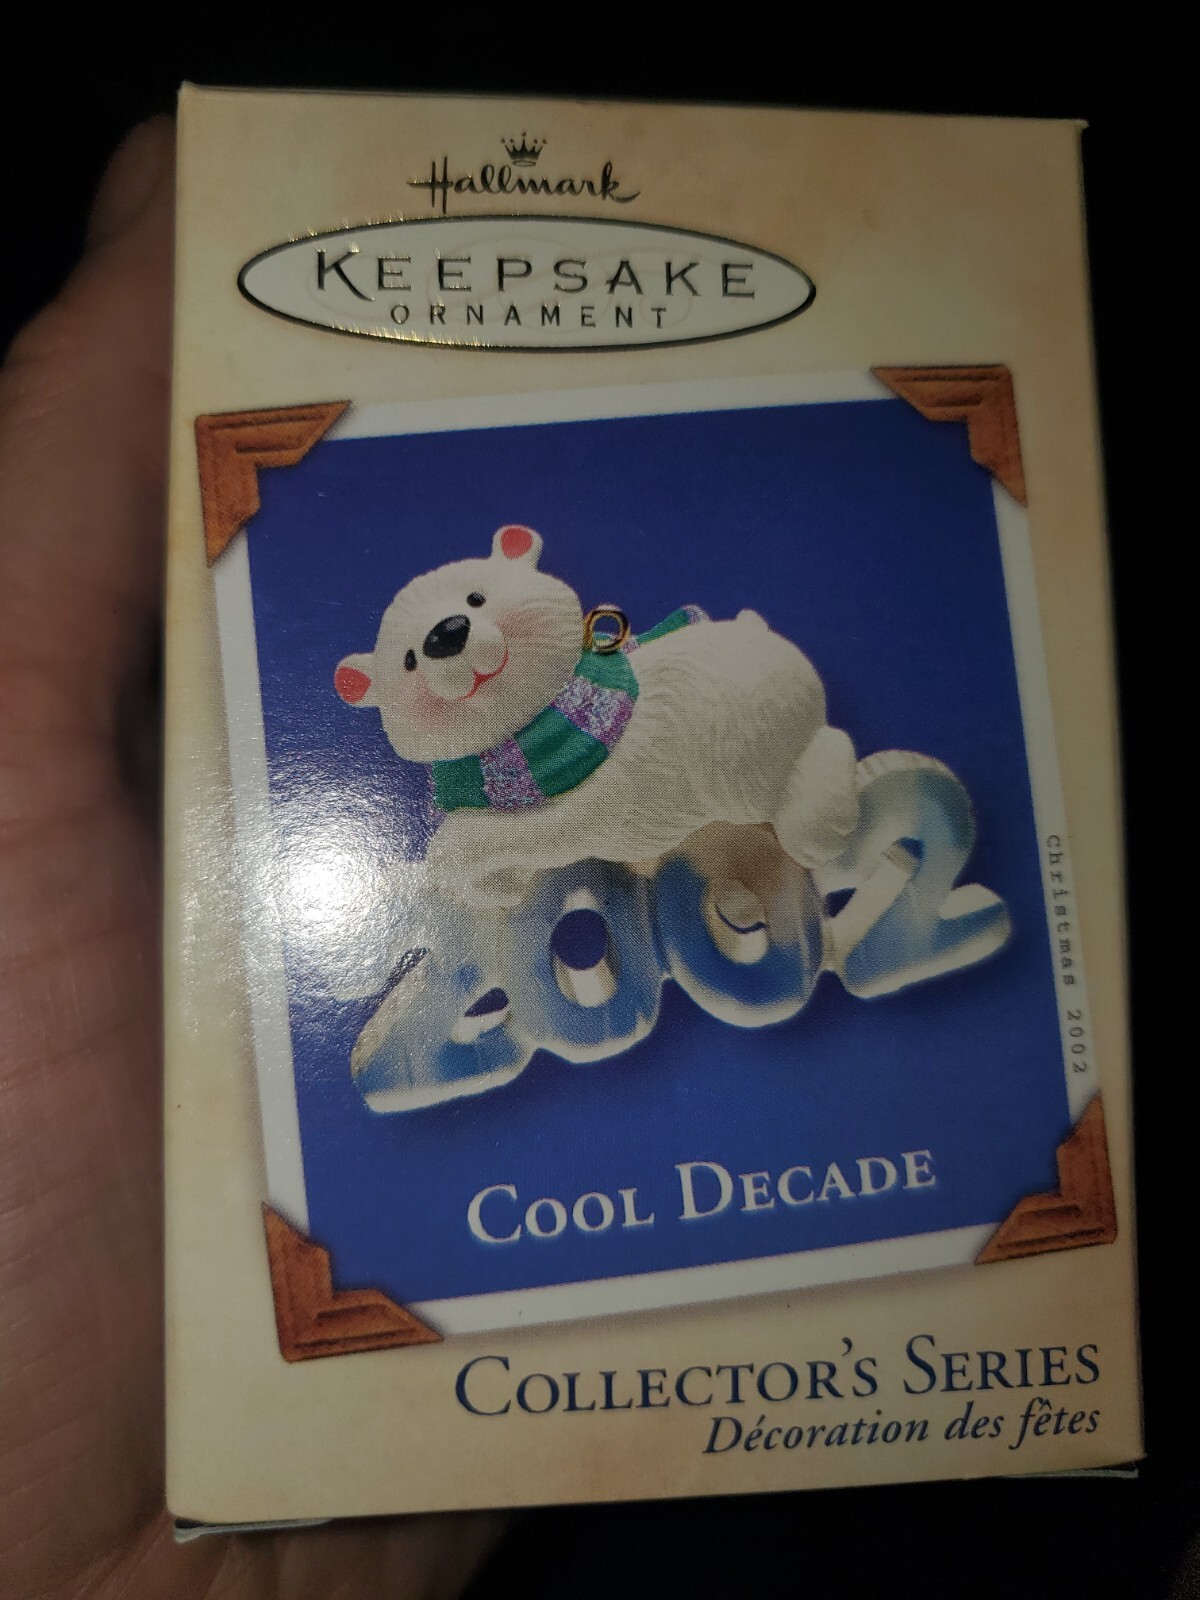 Hallmark
KEEPSAKE
ORNAMENT
2002
Christmas 2002
COOL DECADE
COLLECTOR'S SERIES
Décoration des fêtes